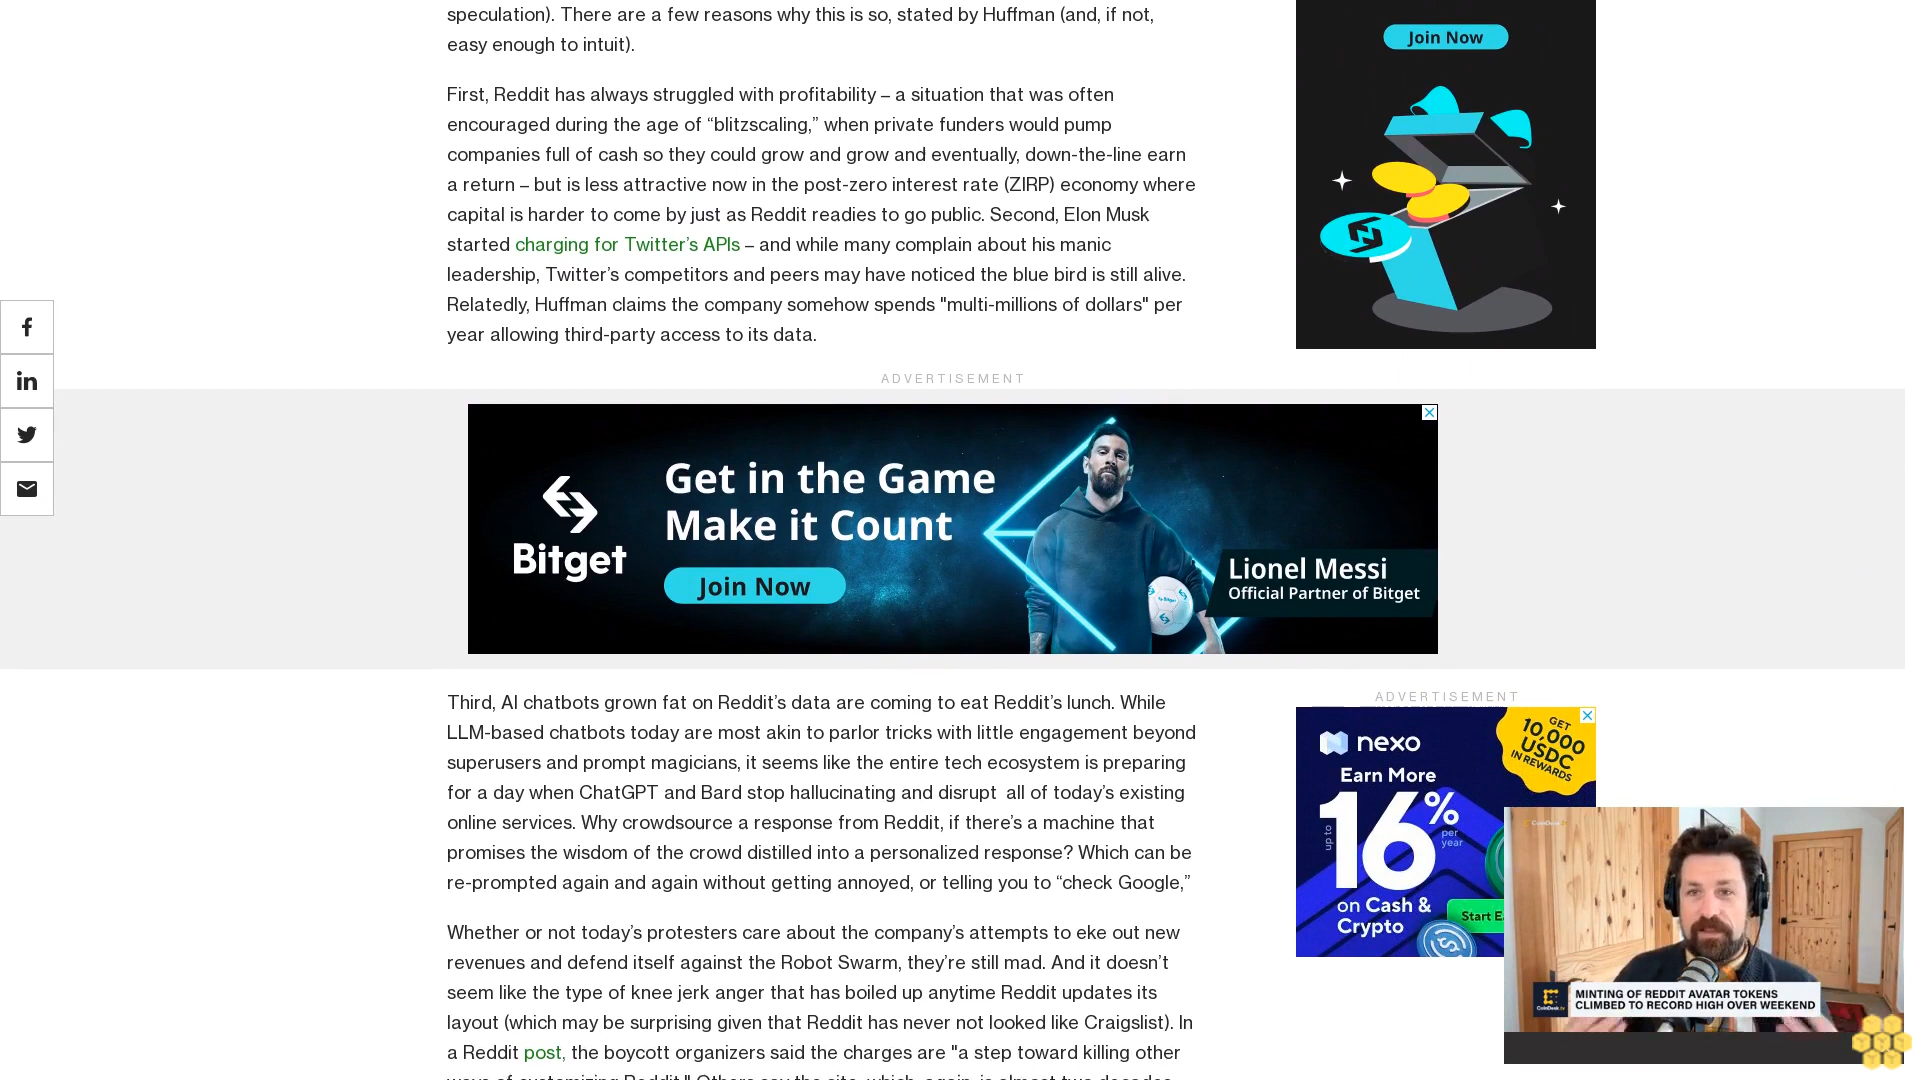 speculation). There are a few reasons why this is so, stated by Huffman (and, if not,
easy enough to intuit).
First, Reddit has always struggled with profitability – a situation that was often
encouraged during the age of “blitzscaling,” when private funders would pump
companies full of cash so they could grow and grow and eventually, down-the-line earn
a return – but is less attractive now in the post-zero interest rate (ZIRP) economy where
capital is harder to come by just as Reddit readies to go public. Second, Elon Musk
started charging for Twitter’s APIs – and while many complain about his manic
leadership, Twitter’s competitors and peers may have noticed the blue bird is still alive.
Relatedly, Huffman claims the company somehow spends "multi-millions of dollars" per
year allowing third-party access to its data.
Join Now
ADVERTISEMENT
Bitget
Get in the Game
Make it Count
Join Now
Lionel Messi
Official Partner of Bitget
Third, AI chatbots grown fat on Reddit’s data are coming to eat Reddit’s lunch. While
LLM-based chatbots today are most akin to parlor tricks with little engagement beyond
superusers and prompt magicians, it seems like the entire tech ecosystem is preparing
for a day when ChatGPT and Bard stop hallucinating and disrupt  all of today’s existing
online services. Why crowdsource a response from Reddit, if there’s a machine that
promises the wisdom of the crowd distilled into a personalized response? Which can be
re-prompted again and again without getting annoyed, or telling you to “check Google,”
Whether or not today’s protesters care about the company’s attempts to eke out new
revenues and defend itself against the Robot Swarm, they’re still mad. And it doesn’t
seem like the type of knee jerk anger that has boiled up anytime Reddit updates its
layout (which may be surprising given that Reddit has never not looked like Craigslist). In
a Reddit post, the boycott organizers said the charges are "a step toward killing other
ways of customizing Reddit." Others say the site, which, again, is almost two decades
ADVERTISEMENT
nexo
GET
10,000
USDC
IN REWARDS
Earn More
up to
16%
per
year
on Cash &
Crypto
Start E
CoinDesk
MINTING OF REDDIT AVATAR TOKENS
CLIMBED TO RECORD HIGH OVER WEEKEND
CoinDesk tv